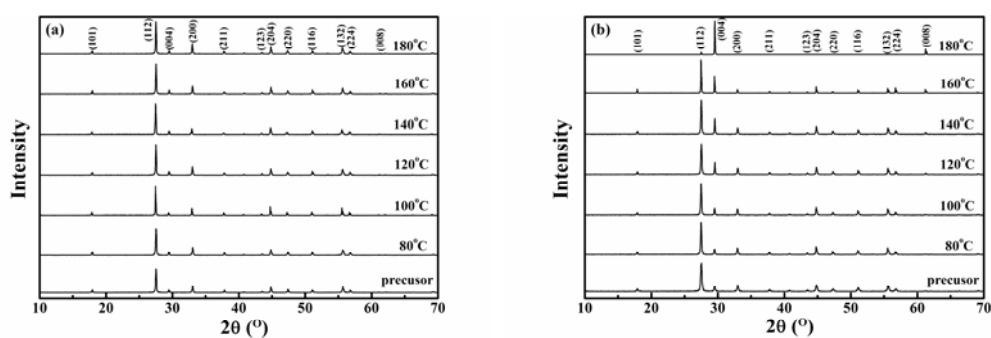 (a)
(101)
(112)
(004)
(200)
(211)
(123)
(204)
(220)
(116)
(132)
(224)
(008)
180°C
160°C
140°C
120°C
100°C
80°C
precusor
Intensity
10 20 30 40 50 60 70
2θ (°)
(b)
(101)
(112)
(004)
(200)
(211)
(123)
(204)
(220)
(116)
(132)
(224)
(008)
180°C
160°C
140°C
120°C
100°C
80°C
precusor
Intensity
10 20 30 40 50 60 70
2θ (°)